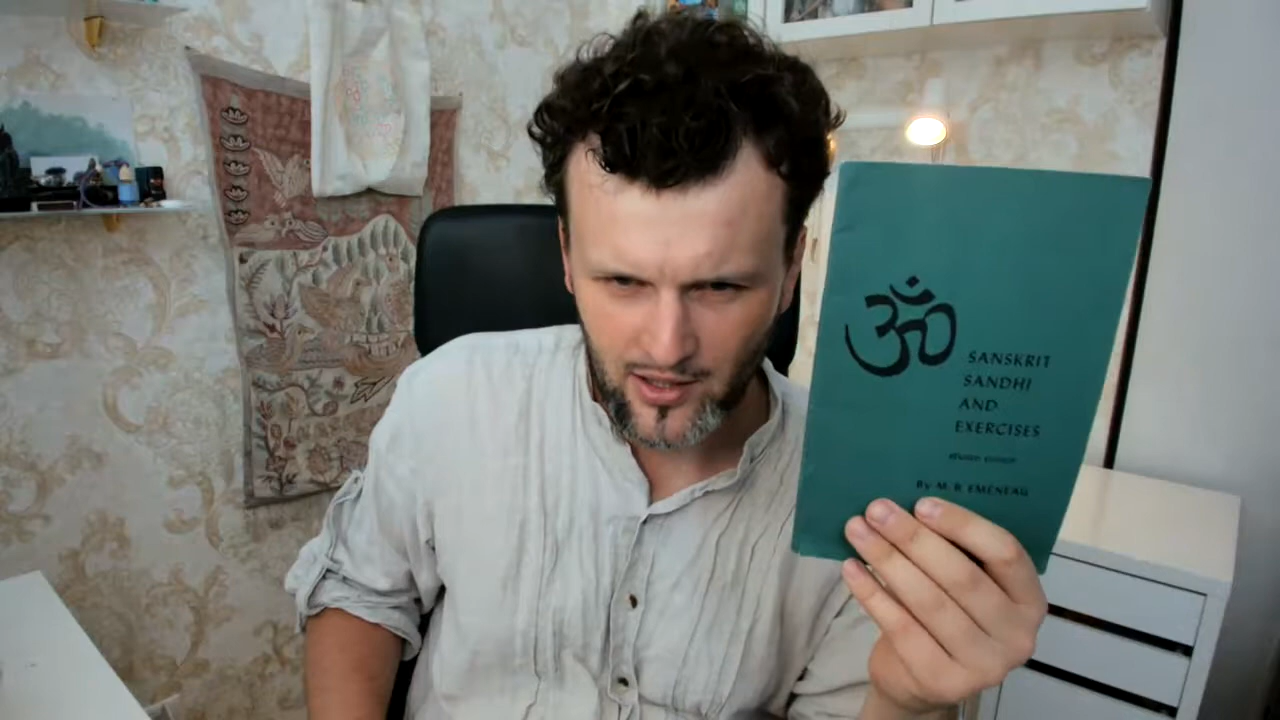 ॐ
SANSKRIT
SANDHI
AND
EXERCISES
By M. B. EMENEAU